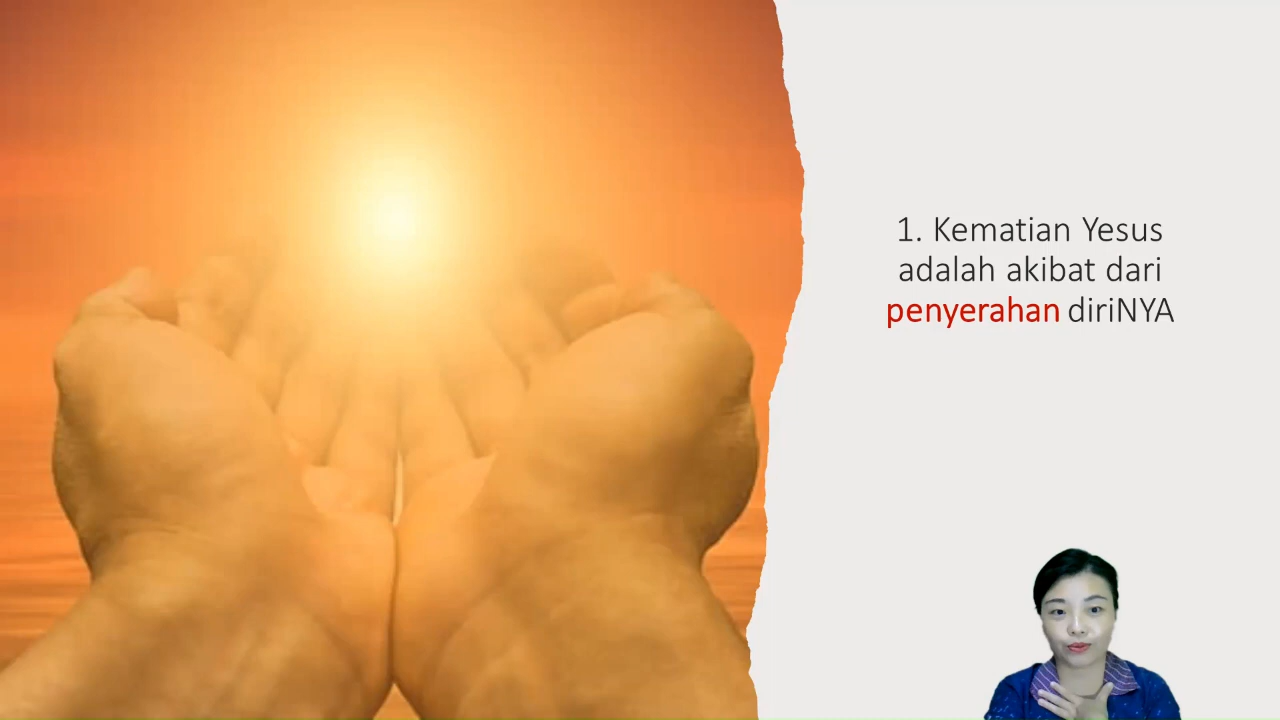 1. Kematian Yesus
adalah akibat dari
penyerahan diriNYA